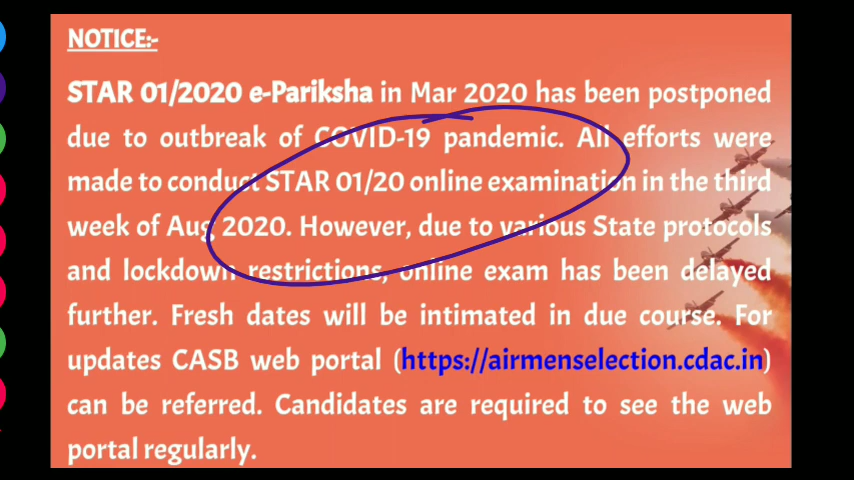 NOTICE:-
STAR 01/2020 e-Pariksha in Mar 2020 has been postponed
due to outbreak of COVID-19 pandemic. All efforts were
made to conduct STAR 01/20 online examination in the third
week of Aug 2020. However, due to various State protocols
and lockdown restrictions, online exam has been delayed
further. Fresh dates will be intimated in due course. For
updates CASB web portal (https://airmenselection.cdac.in)
can be referred. Candidates are required to see the web
portal regularly.